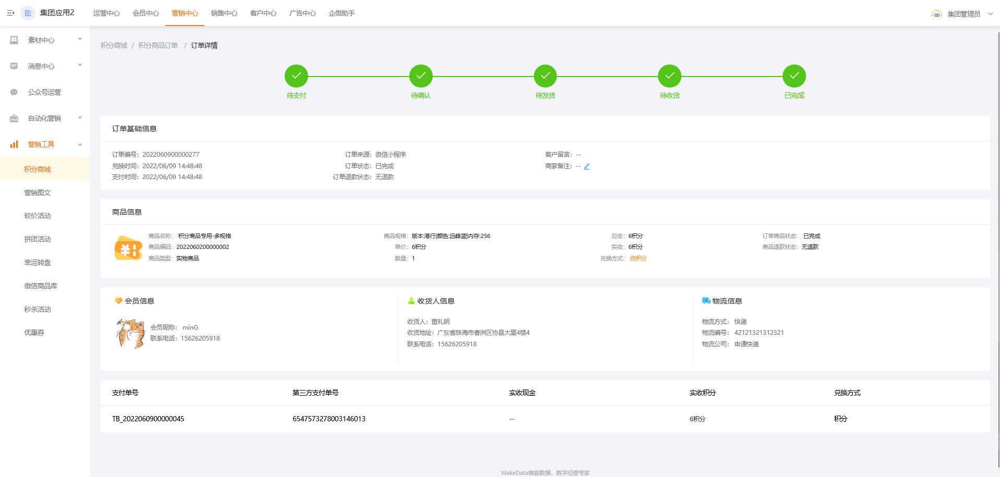 集团应用2 运营中心 会员中心 营销中心 销售中心 客户中心 广告中心 企微助手 集团管理员
素材中心
消息中心
公众号运营
自动化营销
营销工具
积分商城
营销图文
砍价活动
拼团活动
幸运转盘
微信商品库
秒杀活动
优惠券
积分商城 / 积分商品订单 / 订单详情
待支付 待确认 待发货 待收货 已完成
订单基础信息
订单编号: 2022060900000277 订单来源: 微信小程序 客户留言: --
兑换时间: 2022/06/09 14:48:48 订单状态: 已完成 商家备注: --
支付时间: 2022/06/09 14:48:48 订单退款状态: 无退款
商品信息
商品名称: 积分商品专用-多规格 商品规格: 版本:港行|颜色:远峰蓝|内存:256 应收: 6积分 订单商品状态: 已完成
商品编码: 2022060200000002 单价: 6积分 实收: 6积分 商品退款状态: 无退款
商品类型: 实物商品 数量: 1 兑换方式: 纯积分
会员信息 收货人信息 物流信息
会员昵称: minG
联系电话: 15626205918
收货人: 董礼明
收货地址: 广东省珠海市香洲区协昌大厦4楼4
联系电话: 15626205918
物流方式: 快递
物流编号: 42121321312321
物流公司: 申通快递
支付单号 第三方支付单号 实收现金 实收积分 兑换方式
TB_2022060900000045 6547573278003146013 -- 6积分 积分
WakeData惟客数据，数字经营专家